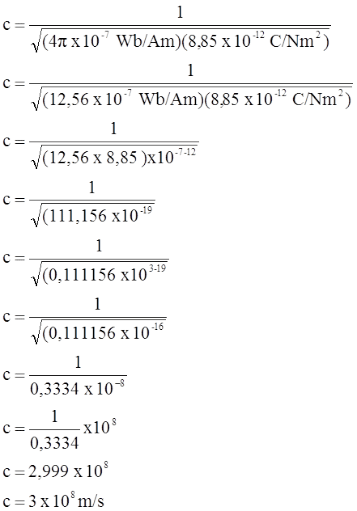 c = 1/√(4π x10⁻⁷ Wb/Am)(8,85 x 10⁻¹² C/Nm²)
c = 1/√(12,56 x 10⁻⁷ Wb/Am)(8,85 x 10⁻¹² C/Nm²)
c = 1/√(12,56 x 8,85 )x10⁻⁷⁻¹²
c = 1/√(111,156 x10⁻¹⁹
c = 1/√(0,111156 x10³⁻¹⁹
c = 1/√(0,111156 x 10⁻¹⁶
c = 1/0,3334 x 10⁻⁸
c = 1/0,3334 x10⁸
c = 2,999 x 10⁸
c = 3 x 10⁸ m/s